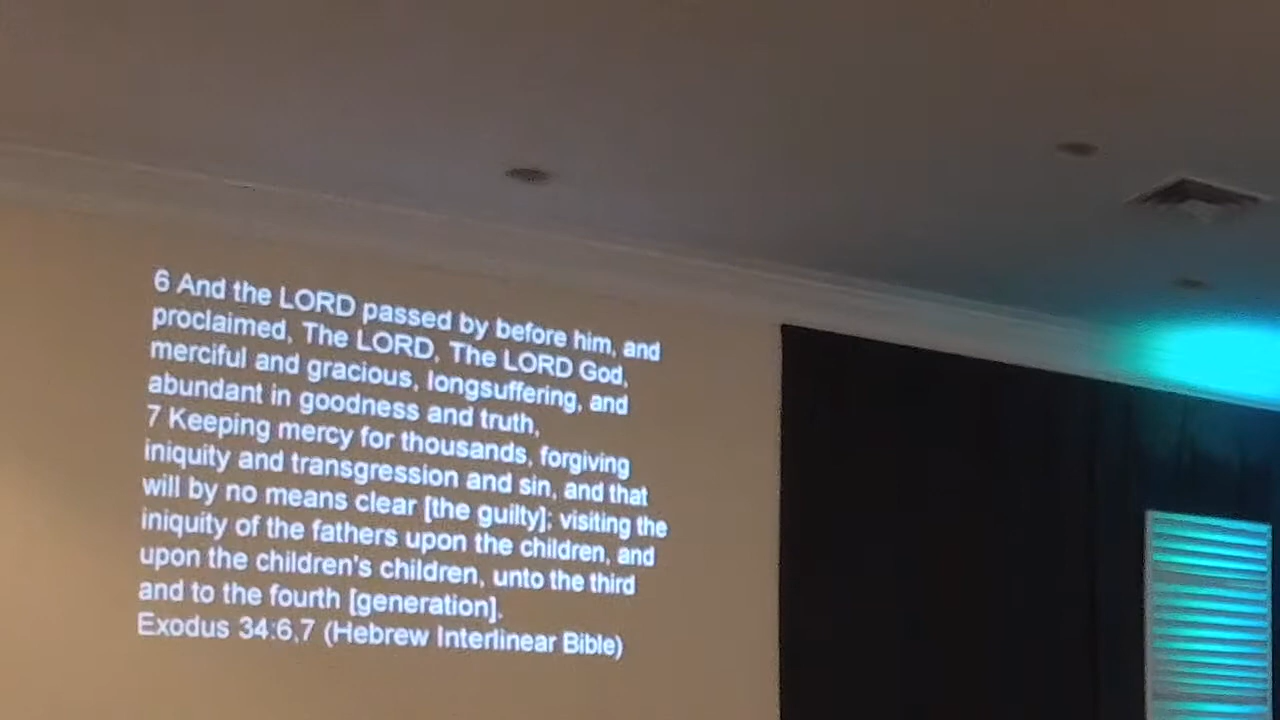 6 And the LORD passed by before him, and
proclaimed, The LORD, The LORD God,
merciful and gracious, longsuffering, and
abundant in goodness and truth,
7 Keeping mercy for thousands, forgiving
iniquity and transgression and sin, and that
will by no means clear [the guilty]; visiting the
iniquity of the fathers upon the children, and
upon the children's children, unto the third
and to the fourth [generation].
Exodus 34:6,7 (Hebrew Interlinear Bible)